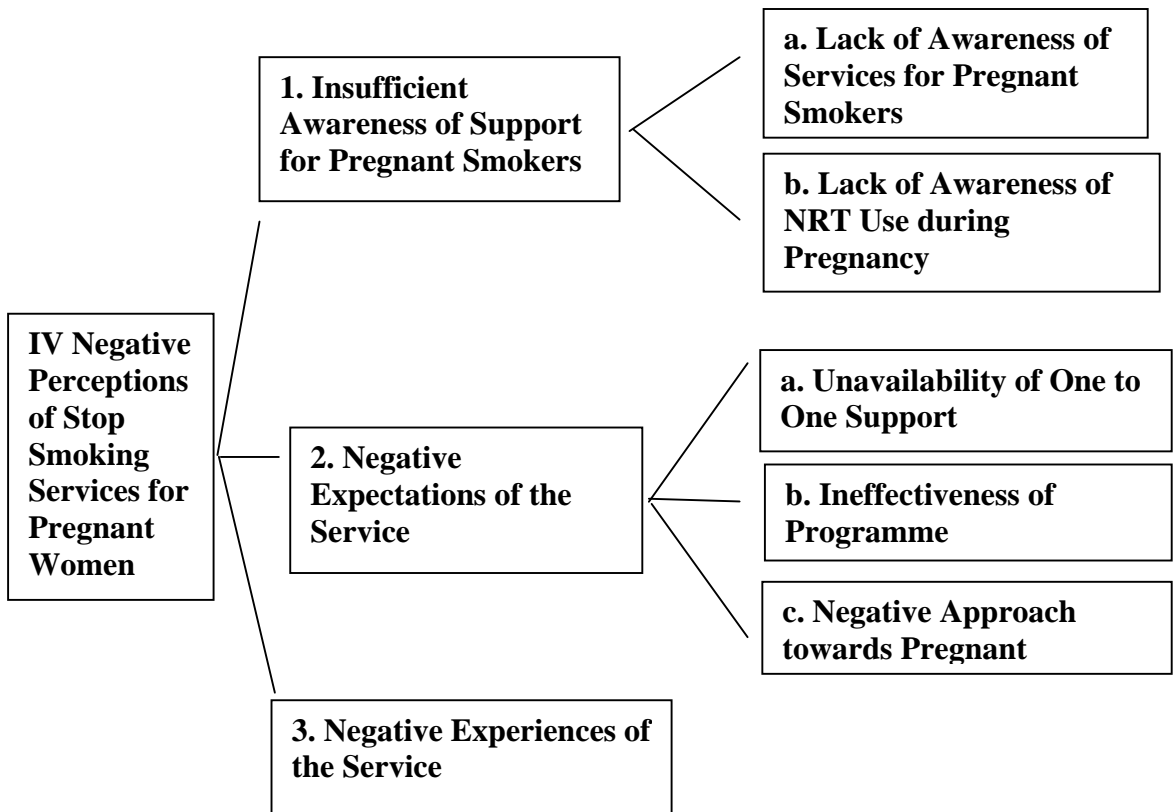 IV Negative
Perceptions
of Stop
Smoking
Services for
Pregnant
Women
1. Insufficient
Awareness of Support
for Pregnant Smokers
a. Lack of Awareness of
Services for Pregnant
Smokers
b. Lack of Awareness of
NRT Use during
Pregnancy
2. Negative
Expectations of the
Service
a. Unavailability of One to
One Support
b. Ineffectiveness of
Programme
c. Negative Approach
towards Pregnant
3. Negative Experiences of
the Service